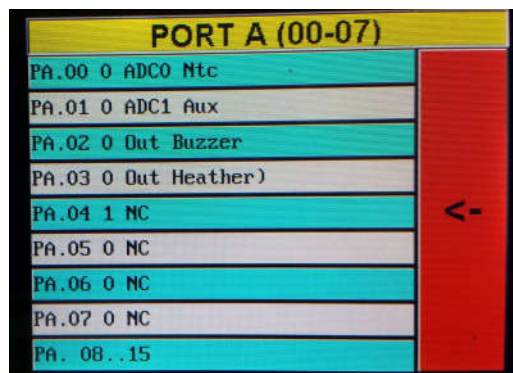 PORT A (00-07)
PA.00 0 ADC0 Ntc
PA.01 0 ADC1 Aux
PA.02 0 Out Buzzer
PA.03 0 Out Heather)
PA.04 1 NC
<-
PA.05 0 NC
PA.06 0 NC
PA.07 0 NC
PA. 08..15